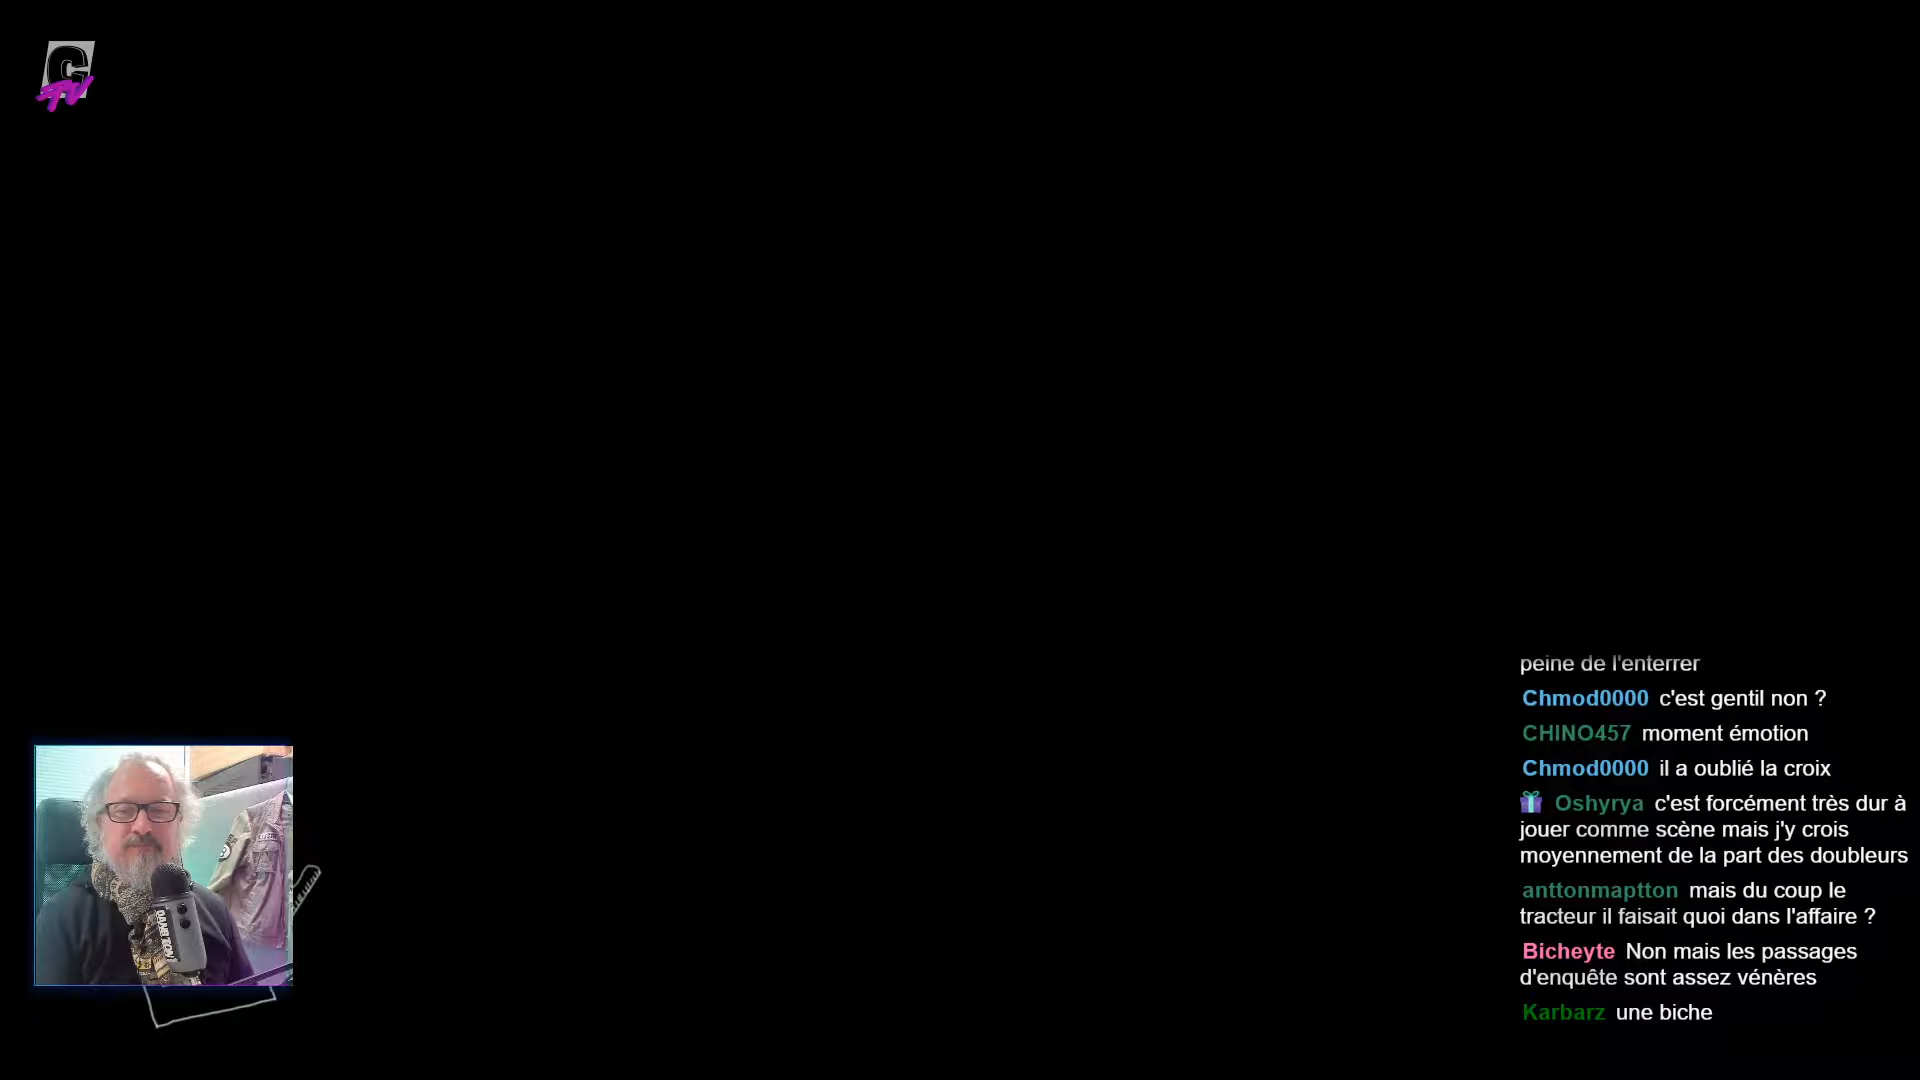 C
TV
peine de l'enterrer
Chmod0000 c'est gentil non ?
CHINO457 moment émotion
Chmod0000 il a oublié la croix
Oshyrya c'est forcément très dur à
jouer comme scène mais j'y crois
moyennement de la part des doubleurs
anttonmaptton mais du coup le
tracteur il faisait quoi dans l'affaire ?
Bicheyte Non mais les passages
d'enquête sont assez vénères
Karbarz une biche